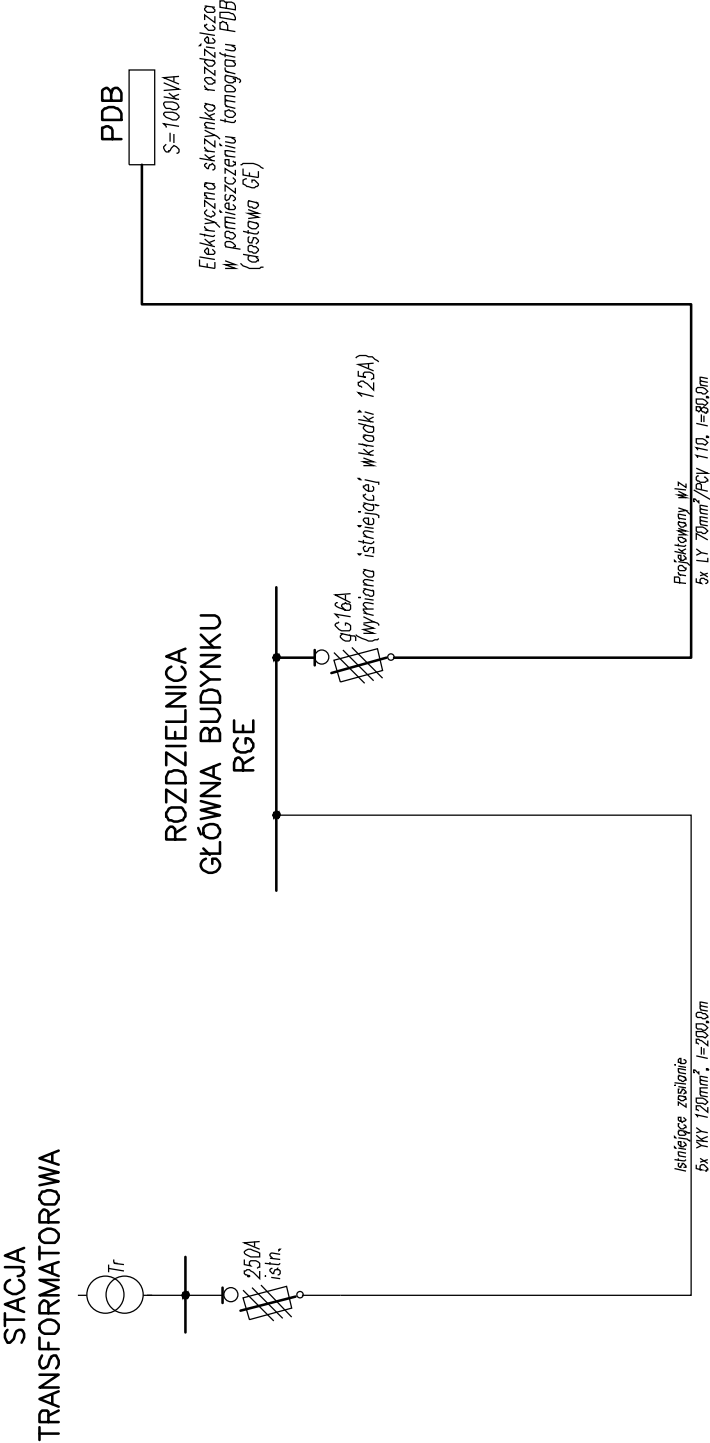 STACJA
TRANSFORMATOROWA
Tr
250A
istn.
Istniejące zasilanie
5x YKY 120mm², l=200,0m
ROZDZIELNICA
GŁÓWNA BUDYNKU
RGE
gG16A
(wymiana istniejącej wkładki 125A)
Projektowany wlz
5x LY 70mm²/PCV 110, l=80,0m
PDB
S=100kVA
Elektryczna skrzynka rozdzielcza
w pomieszczeniu tomografu PDB
(dostawa GE)